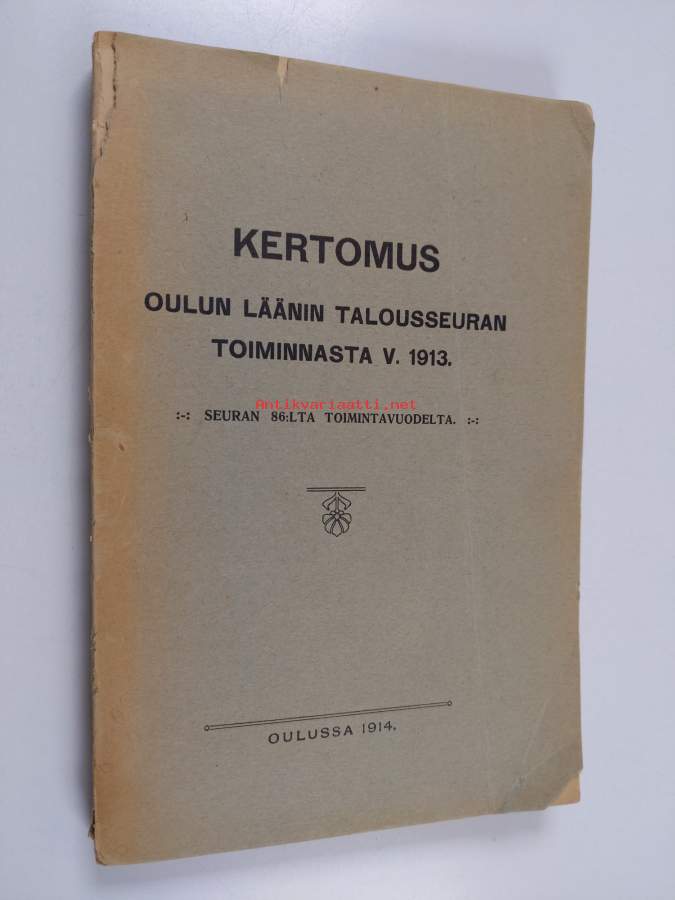 KERTOMUS
OULUN LÄÄNIN TALOUSSEURAN
TOIMINNASTA V. 1913.
Antikvariaatti.net
:-: SEURAN 86:LTA TOIMINTAVUODELTA. :-:
OULUSSA 1914.